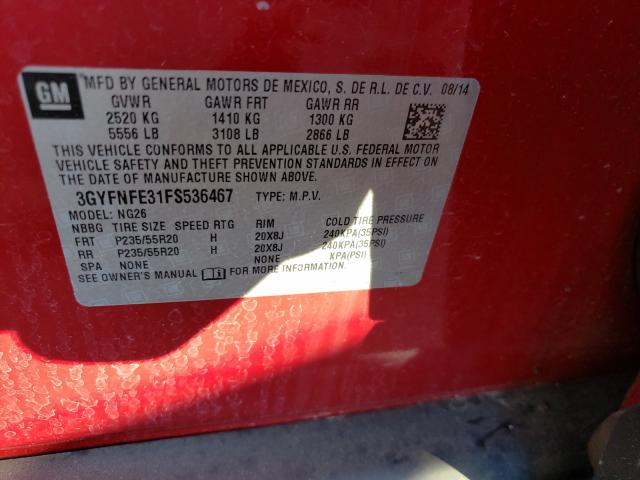 GM
MFD BY GENERAL MOTORS DE MEXICO, S. DE R.L. DE C.V. 08/14
GVWR GAWR FRT GAWR RR
2520 KG 1410 KG 1300 KG
5556 LB 3108 LB 2866 LB
THIS VEHICLE CONFORMS TO ALL APPLICABLE U.S. FEDERAL MOTOR
VEHICLE SAFETY AND THEFT PREVENTION STANDARDS IN EFFECT ON
THE DATE OF MANUFACTURE SHOWN ABOVE.
3GYFNFE31FS536467 TYPE: M.P.V.
MODEL: NG26
NBBG TIRE SIZE SPEED RTG RIM COLD TIRE PRESSURE
FRT P235/55R20 H 20X8J 240KPA(35PSI)
RR P235/55R20 H 20X8J 240KPA(35PSI)
SPA NONE NONE KPA(PSI)
SEE OWNER'S MANUAL FOR MORE INFORMATION.